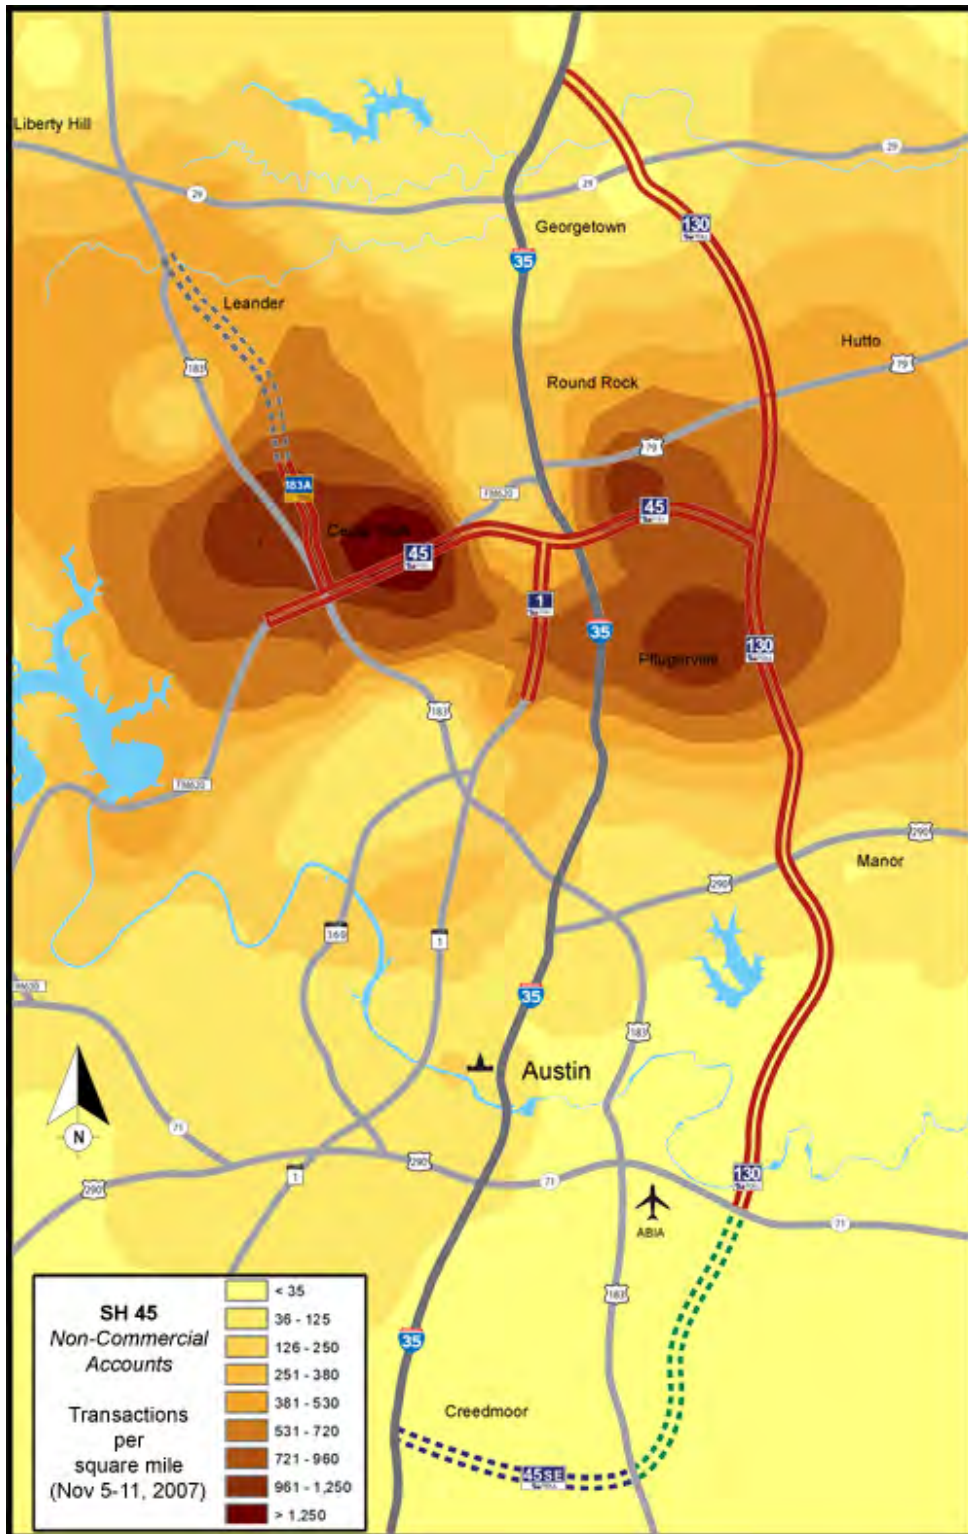 Liberty Hill
29
29
29
Georgetown
130
35
Leander
183
Hutto
79
Round Rock
79
183A
FM620
45
45
Cedar Park
1
35
Pflugerville
130
183
FM620
290
Manor
290
360
1
35
183
Austin
71
290
1
290
71
130
ABIA
71
183
35
Creedmoor
45SE
N
SH 45
Non-Commercial
Accounts
Transactions
per
square mile
(Nov 5-11, 2007)
< 35
36 - 125
126 - 250
251 - 380
381 - 530
531 - 720
721 - 960
961 - 1,250
> 1,250